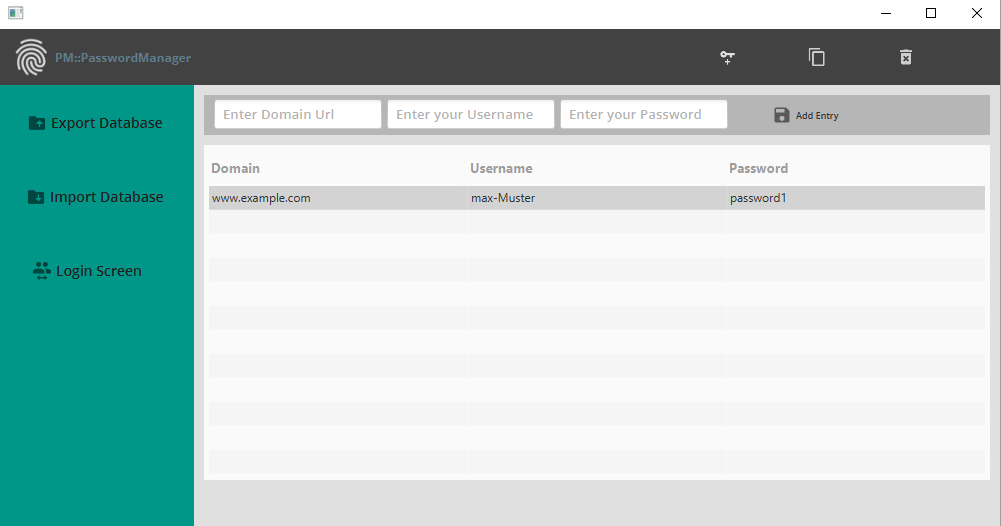 PM::PasswordManager
Export Database
Import Database
Login Screen
Enter Domain Url Enter your Username Enter your Password Add Entry
Domain Username Password
www.example.com max-Muster password1